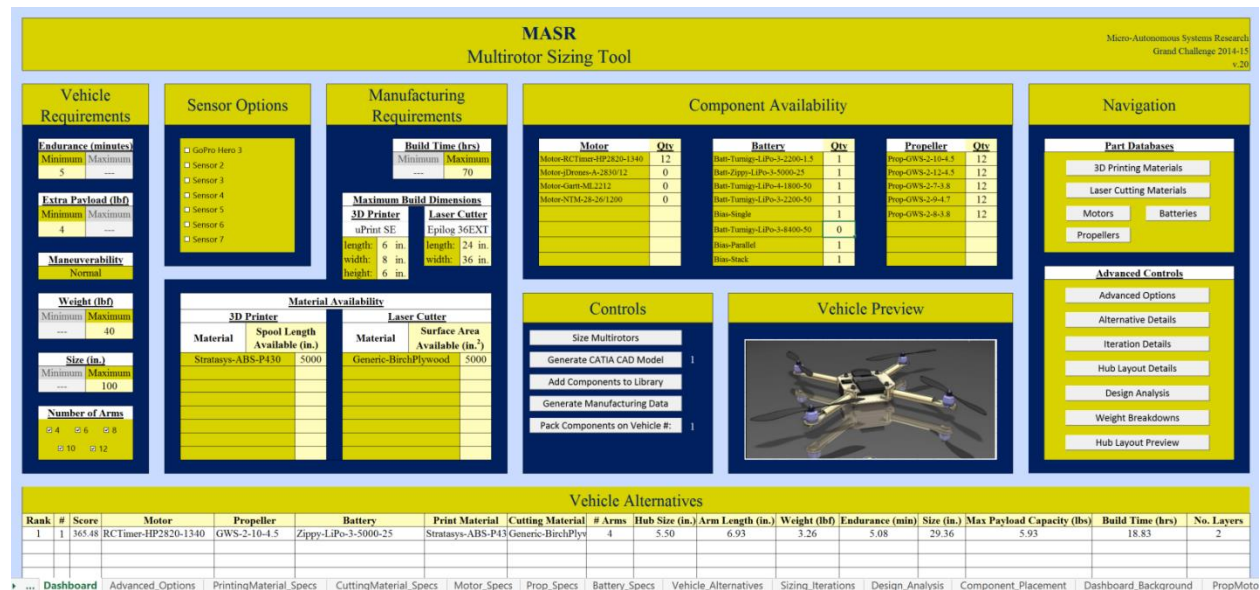 MASR
Multirotor Sizing Tool
Micro-Autonomous Systems Research
Grand Challenge 2014-15
v.20
Vehicle
Requirements
Endurance (minutes)
Minimum Maximum
5 ---
Extra Payload (lbf)
Minimum Maximum
4 ---
Maneuverability
Normal
Weight (lbf)
Minimum Maximum
--- 40
Size (in.)
Minimum Maximum
--- 100
Number of Arms
4 6 8
10 12
Sensor Options
GoPro Hero 3
Sensor 2
Sensor 3
Sensor 4
Sensor 5
Sensor 6
Sensor 7
Manufacturing
Requirements
Build Time (hrs)
Minimum Maximum
--- 70
Maximum Build Dimensions
3D Printer Laser Cutter
uPrint SE Epilog 36EXT
length: 6 in. length: 24 in.
width: 8 in. width: 36 in.
height: 6 in.
Material Availability
3D Printer Laser Cutter
Material Spool Length Available (in.) Material Surface Area Available (in.²)
Stratasys-ABS-P430 5000 Generic-BirchPlywood 5000
Component Availability
Motor Qty Battery Qty Propeller Qty
Motor-RCTimer-HP2820-1340 12 Batt-Turnigy-LiPo-3-2200-1.5 1 Prop-GWS-2-10-4.5 12
Motor-jDrones-A-2830/12 0 Batt-Zippy-LiPo-3-5000-25 1 Prop-GWS-2-12-4.5 12
Motor-Gartt-ML2212 0 Batt-Turnigy-LiPo-4-1800-50 1 Prop-GWS-2-7-3.8 12
Motor-NTM-28-26/1200 0 Batt-Turnigy-LiPo-3-2200-50 1 Prop-GWS-2-9-4.7 12
Bias-Single 1 Prop-GWS-2-8-3.8 12
Batt-Turnigy-LiPo-3-8400-50 0
Bias-Parallel 1
Bias-Stack 1
Controls
Size Multirotors
Generate CATIA CAD Model 1
Add Components to Library
Generate Manufacturing Data
Pack Components on Vehicle #: 1
Vehicle Preview
Navigation
Part Databases
3D Printing Materials
Laser Cutting Materials
Motors Batteries
Propellers
Advanced Controls
Advanced Options
Alternative Details
Iteration Details
Hub Layout Details
Design Analysis
Weight Breakdowns
Hub Layout Preview
Vehicle Alternatives
Rank # Score Motor Propeller Battery Print Material Cutting Material # Arms Hub Size (in.) Arm Length (in.) Weight (lbf) Endurance (min) Size (in.) Max Payload Capacity (lbs) Build Time (hrs) No. Layers
1 1 365.48 RCTimer-HP2820-1340 GWS-2-10-4.5 Zippy-LiPo-3-5000-25 Stratasys-ABS-P43 Generic-BirchPlyw 4 5.50 6.93 3.26 5.08 29.36 5.93 18.83 2
... Dashboard Advanced_Options PrintingMaterial_Specs CuttingMaterial_Specs Motor_Specs Prop_Specs Battery_Specs Vehicle_Alternatives Sizing_Iterations Design_Analysis Component_Placement Dashboard_Background PropMoto